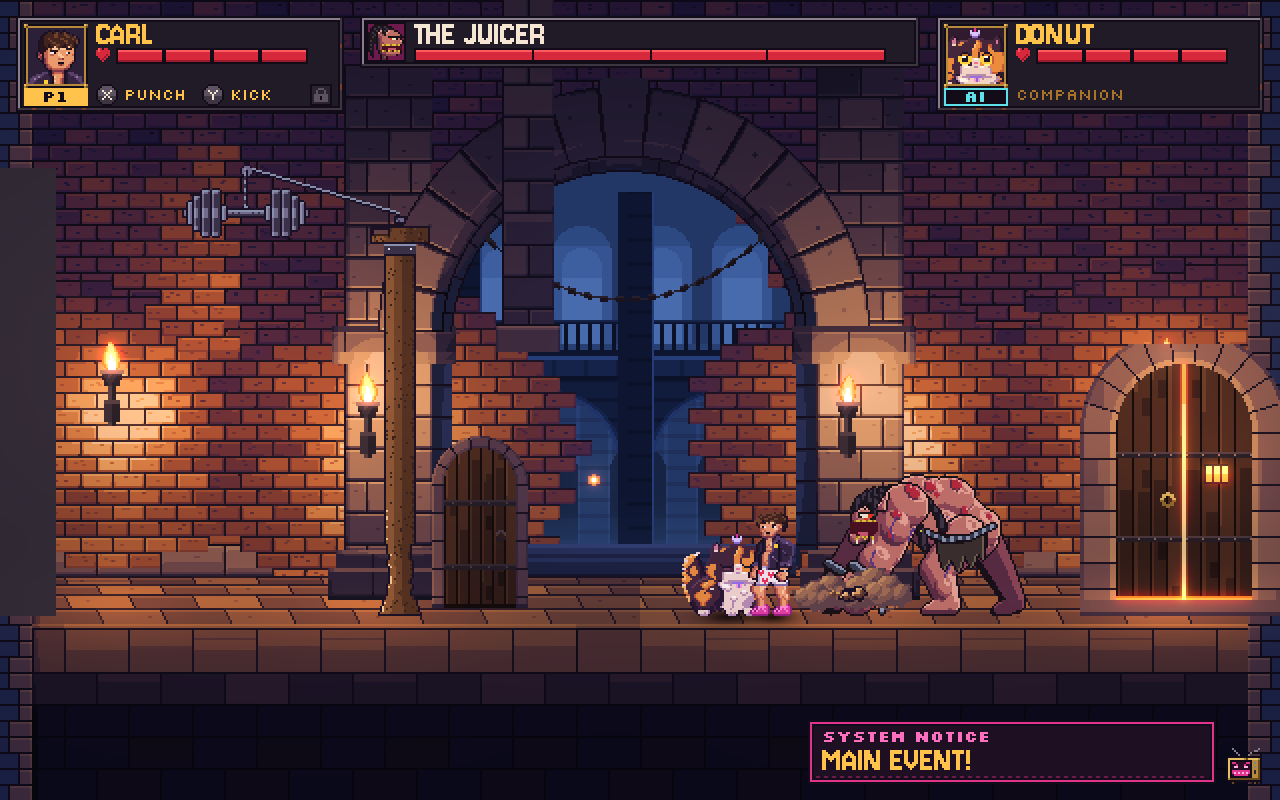 CARL
P1
X PUNCH Y KICK
THE JUICER
DONUT
AI
COMPANION
SYSTEM NOTICE
MAIN EVENT!